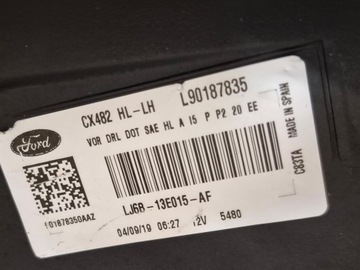 CX482 HL-LH L90187835
VOR DRL DOT SAE HL A I5 P P2 20 EE
Ford
LJ6B-13E015-AF
04/09/19 06:27 12V 5480
C83TA MADE IN SPAIN